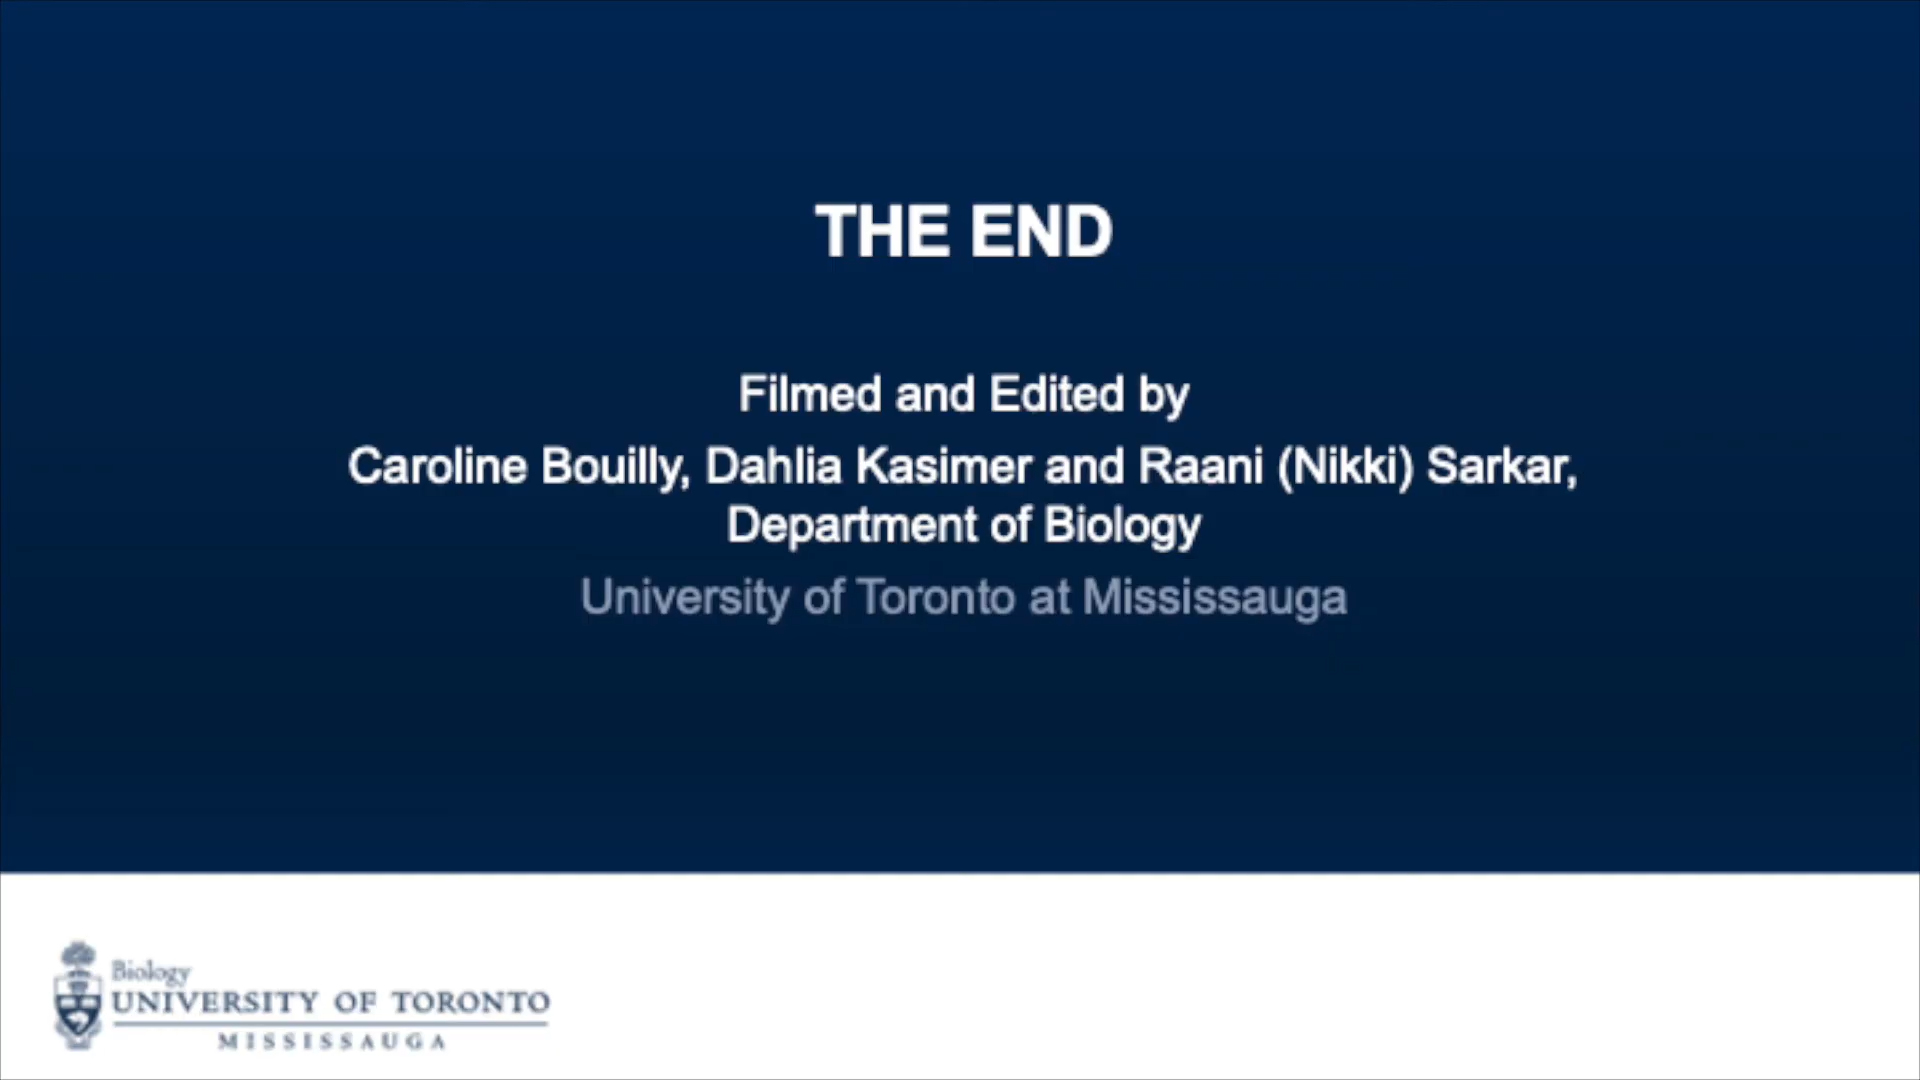 THE END
Filmed and Edited by
Caroline Bouilly, Dahlia Kasimer and Raani (Nikki) Sarkar,
Department of Biology
University of Toronto at Mississauga
Biology
UNIVERSITY OF TORONTO
MISSISSAUGA